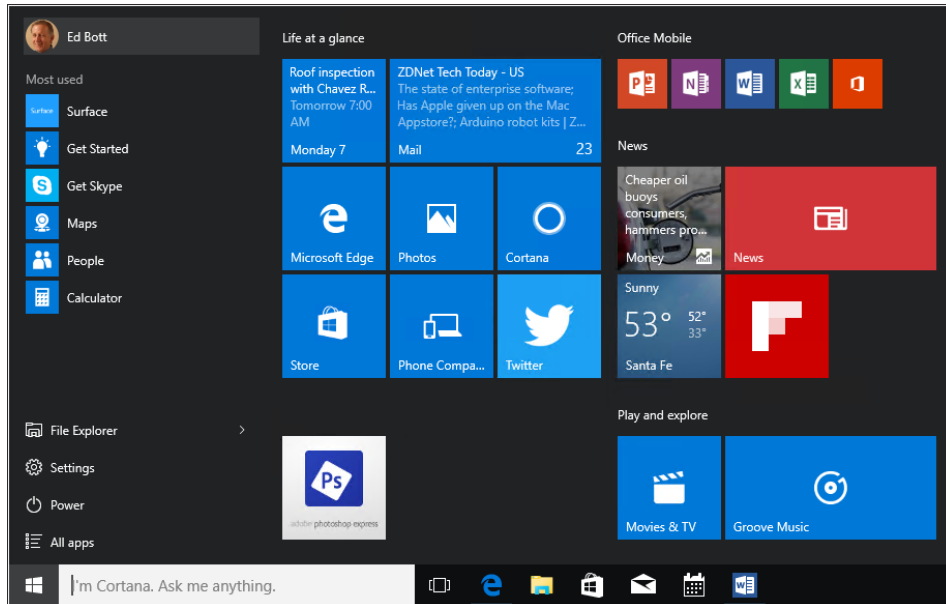 Ed Bott
Most used
Surface
Surface
Get Started
Get Skype
Maps
People
Calculator
File Explorer
Settings
Power
All apps
Life at a glance
Roof inspection
with Chavez R...
Tomorrow 7:00
AM
Monday 7
ZDNet Tech Today - US
The state of enterprise software;
Has Apple given up on the Mac
Appstore?; Arduino robot kits | Z...
Mail 23
Microsoft Edge
Photos
Cortana
Store
Phone Compa...
Twitter
Ps
adobe photoshop express
Office Mobile
P
N
W
X
News
Cheaper oil
buoys
consumers,
hammers pro...
Money
News
Sunny
53° 52°
33°
Santa Fe
Play and explore
Movies & TV
Groove Music
I'm Cortana. Ask me anything.
W